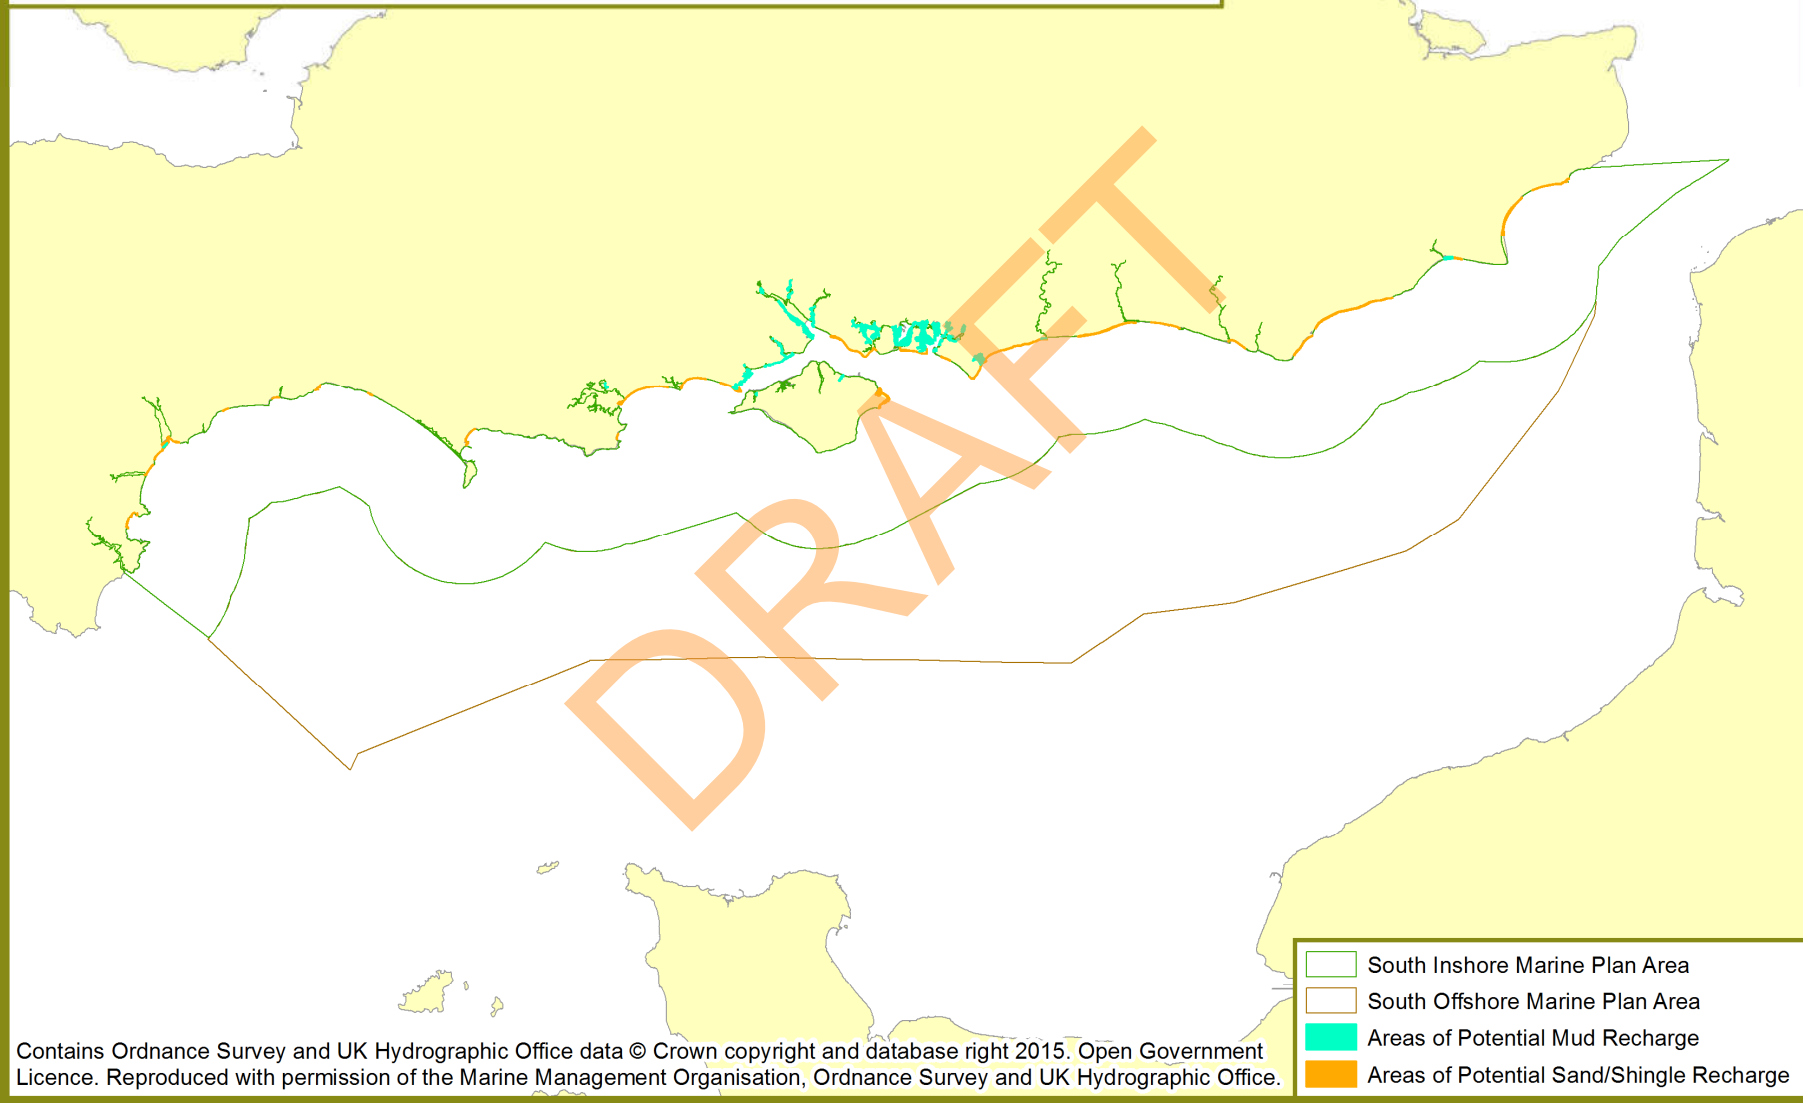 DRAFT
South Inshore Marine Plan Area
South Offshore Marine Plan Area
Areas of Potential Mud Recharge
Areas of Potential Sand/Shingle Recharge
Contains Ordnance Survey and UK Hydrographic Office data © Crown copyright and database right 2015. Open Government
Licence. Reproduced with permission of the Marine Management Organisation, Ordnance Survey and UK Hydrographic Office.